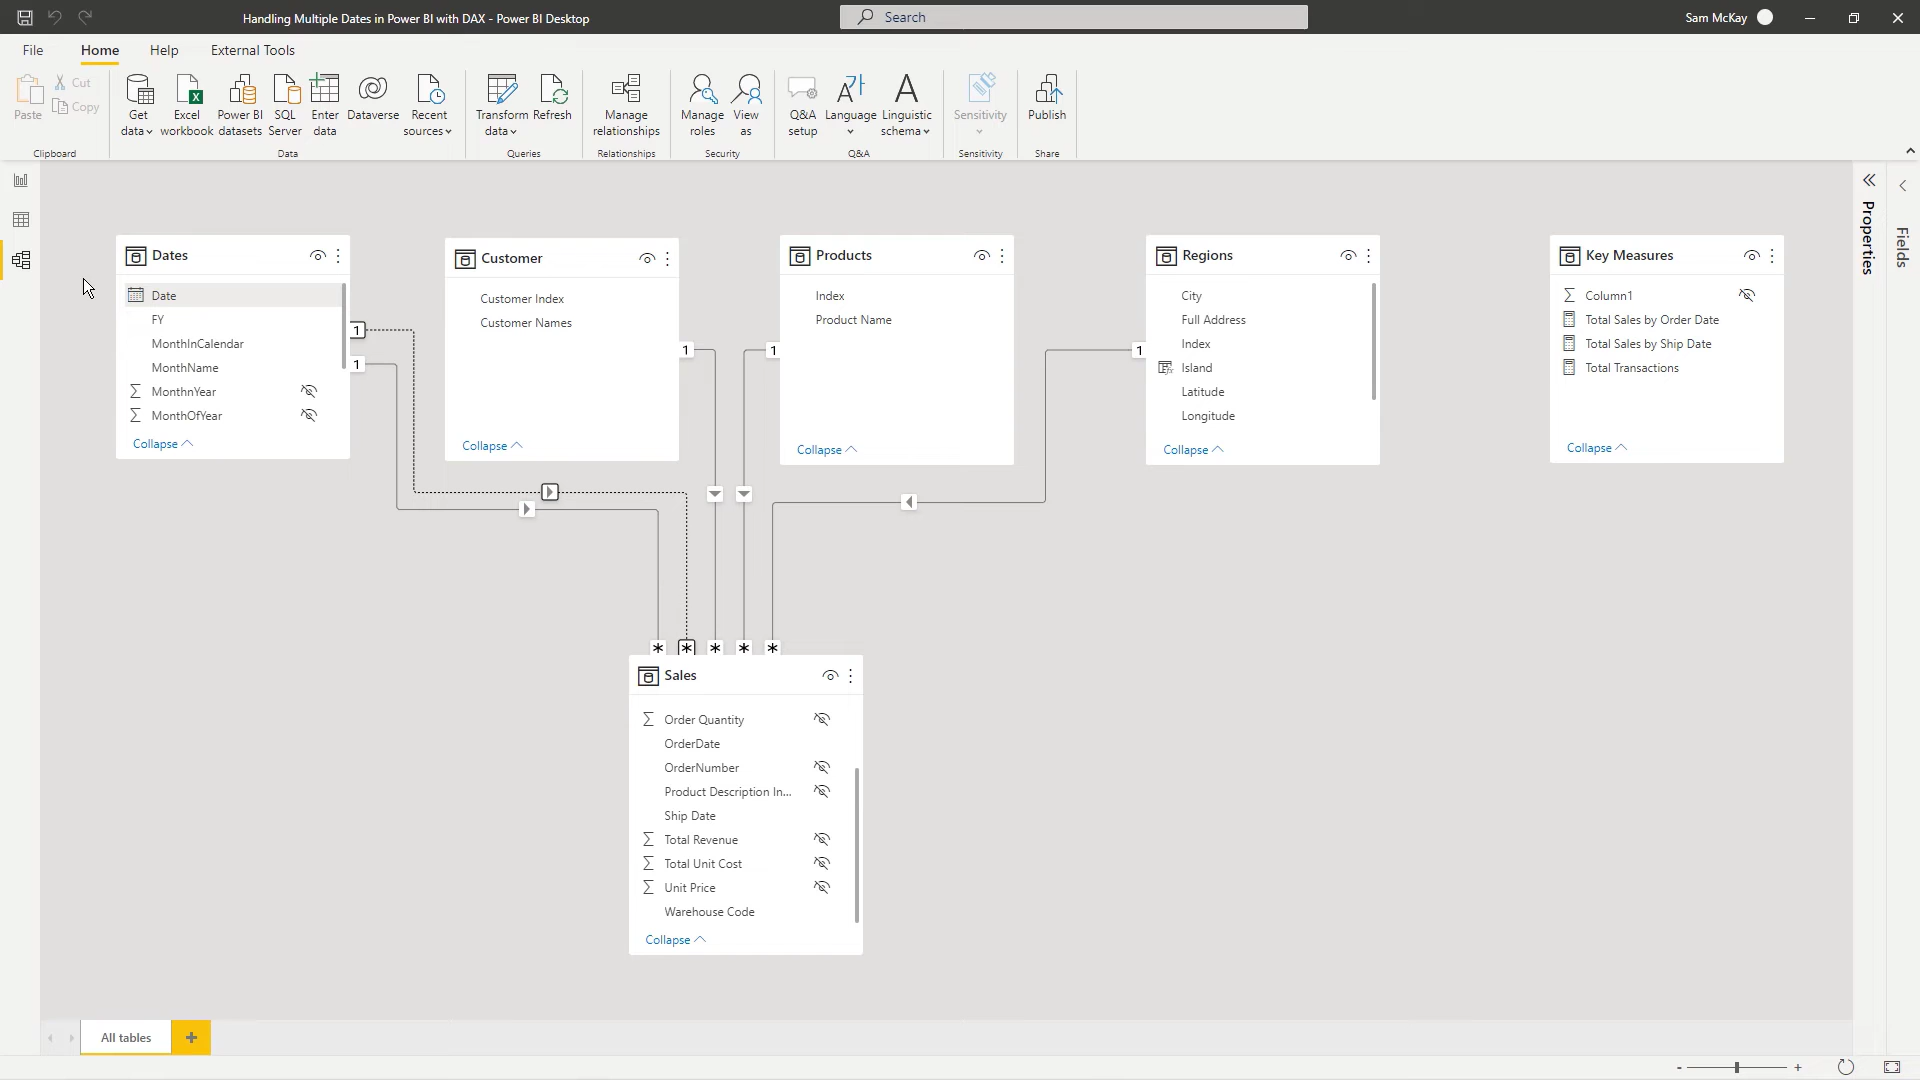 Handling Multiple Dates in Power BI with DAX - Power BI Desktop
Search
Sam McKay
File
Home
Help
External Tools
Paste
Cut
Copy
Get data
Excel workbook
Power BI datasets
SQL Server
Enter data
Dataverse
Recent sources
Transform data
Refresh
Manage relationships
Manage roles
View as
Q&A setup
Language
Linguistic schema
Sensitivity
Publish
Clipboard
Data
Queries
Relationships
Security
Q&A
Sensitivity
Share
Properties
Fields
Dates
Date
FY
MonthInCalendar
MonthName
MonthnYear
MonthOfYear
Collapse
1
1
Customer
Customer Index
Customer Names
Collapse
1
Products
Index
Product Name
Collapse
1
Regions
City
Full Address
Index
Island
Latitude
Longitude
Collapse
1
Key Measures
Column1
Total Sales by Order Date
Total Sales by Ship Date
Total Transactions
Collapse
* * * * *
Sales
Order Quantity
OrderDate
OrderNumber
Product Description In...
Ship Date
Total Revenue
Total Unit Cost
Unit Price
Warehouse Code
Collapse
All tables
+
- +